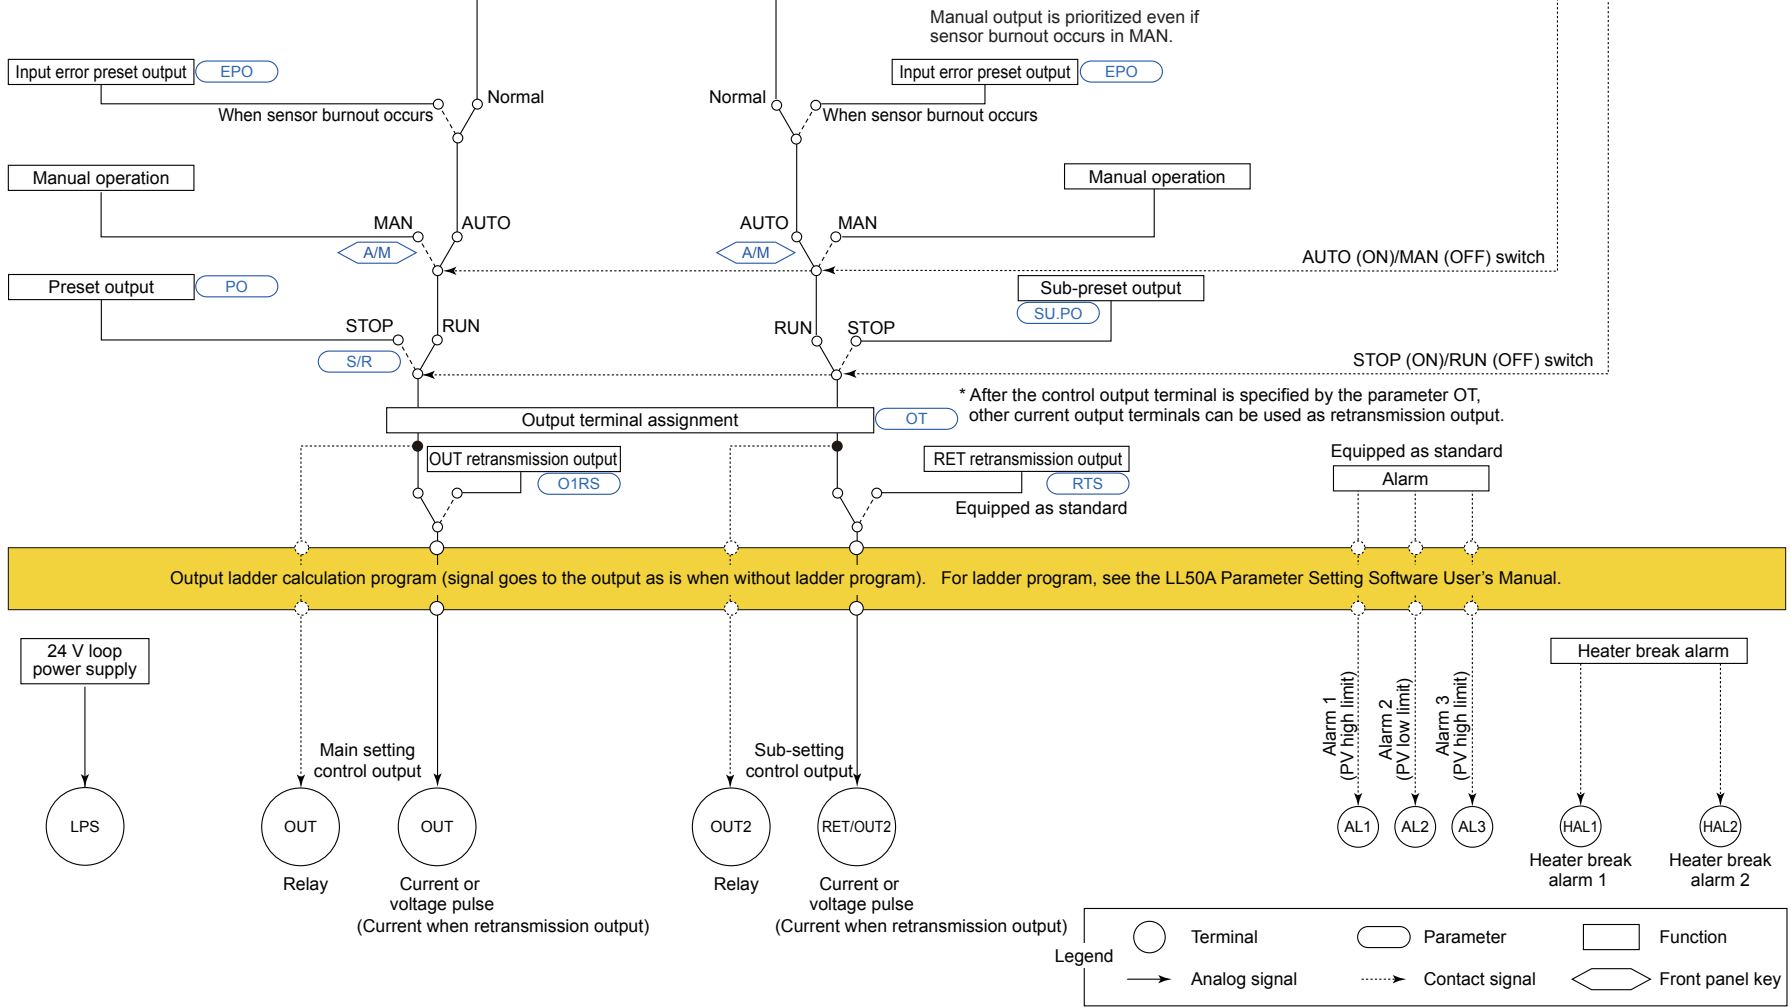 Manual output is prioritized even if
sensor burnout occurs in MAN.
Input error preset output
EPO
Input error preset output
EPO
Normal
Normal
When sensor burnout occurs
When sensor burnout occurs
Manual operation
Manual operation
MAN
AUTO
AUTO
MAN
A/M
A/M
AUTO (ON)/MAN (OFF) switch
Preset output
PO
Sub-preset output
SU.PO
STOP
RUN
RUN
STOP
S/R
STOP (ON)/RUN (OFF) switch
* After the control output terminal is specified by the parameter OT,
other current output terminals can be used as retransmission output.
Output terminal assignment
OT
OUT retransmission output
O1RS
RET retransmission output
RTS
Equipped as standard
Equipped as standard
Alarm
Output ladder calculation program (signal goes to the output as is when without ladder program). For ladder program, see the LL50A Parameter Setting Software User's Manual.
24 V loop
power supply
Heater break alarm
Alarm 1
(PV high limit)
Alarm 2
(PV low limit)
Alarm 3
(PV high limit)
Main setting
control output
Sub-setting
control output
LPS
OUT
OUT
OUT2
RET/OUT2
AL1
AL2
AL3
HAL1
HAL2
Relay
Current or
voltage pulse
(Current when retransmission output)
Relay
Current or
voltage pulse
(Current when retransmission output)
Heater break
alarm 1
Heater break
alarm 2
Legend
Terminal
Parameter
Function
Analog signal
Contact signal
Front panel key